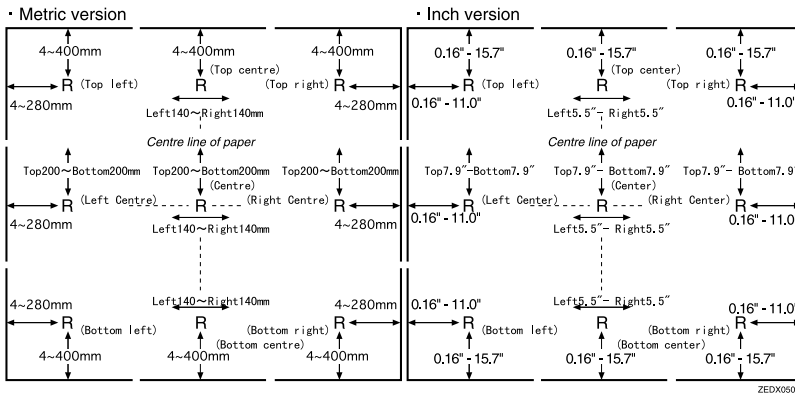 · Metric version
4~400mm 4~400mm 4~400mm
R (Top left) R (Top centre) (Top right) R
4~280mm Left140~Right140mm 4~280mm
Centre line of paper
Top200~Bottom200mm Top200~Bottom200mm Top200~Bottom200mm
(Centre)
R (Left Centre) R (Right Centre) R
4~280mm Left140~Right140mm 4~280mm
4~280mm Left140~Right140mm 4~280mm
R (Bottom left) R (Bottom right) R
(Bottom centre)
4~400mm 4~400mm 4~400mm
· Inch version
0.16" - 15.7" 0.16" - 15.7" 0.16" - 15.7"
R (Top left) R (Top center) (Top right) R
0.16" - 11.0" Left5.5"- Right5.5" 0.16" - 11.0"
Centre line of paper
Top7.9"-Bottom7.9" Top7.9"- Bottom7.9" Top7.9"- Bottom7.9"
(Center)
R (Left Center) R (Right Center) R
0.16" - 11.0" Left5.5"- Right5.5" 0.16" - 11.0"
0.16" - 11.0" Left5.5"- Right5.5" 0.16" - 11.0"
R (Bottom left) R (Bottom right) R
(Bottom center)
0.16" - 15.7" 0.16" - 15.7" 0.16" - 15.7"
ZEDX050